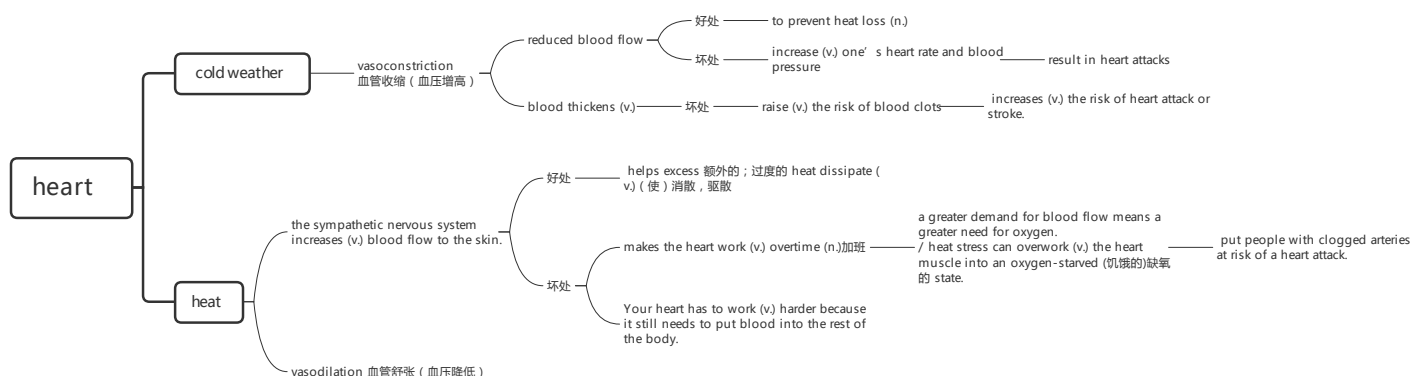 heart
cold weather
vasoconstriction
血管收缩（血压增高）
reduced blood flow
好处
to prevent heat loss (n.)
坏处
increase (v.) one's heart rate and blood
pressure
result in heart attacks
blood thickens (v.)
坏处
raise (v.) the risk of blood clots
increases (v.) the risk of heart attack or
stroke.
heat
the sympathetic nervous system
increases (v.) blood flow to the skin.
好处
helps excess 额外的；过度的 heat dissipate (
v.)（使）消散，驱散
坏处
makes the heart work (v.) overtime (n.)加班
a greater demand for blood flow means a
greater need for oxygen.
/ heat stress can overwork (v.) the heart
muscle into an oxygen-starved (饥饿的)缺氧
的 state.
put people with clogged arteries
at risk of a heart attack.
Your heart has to work (v.) harder because
it still needs to put blood into the rest of
the body.
vasodilation 血管舒张（血压降低）